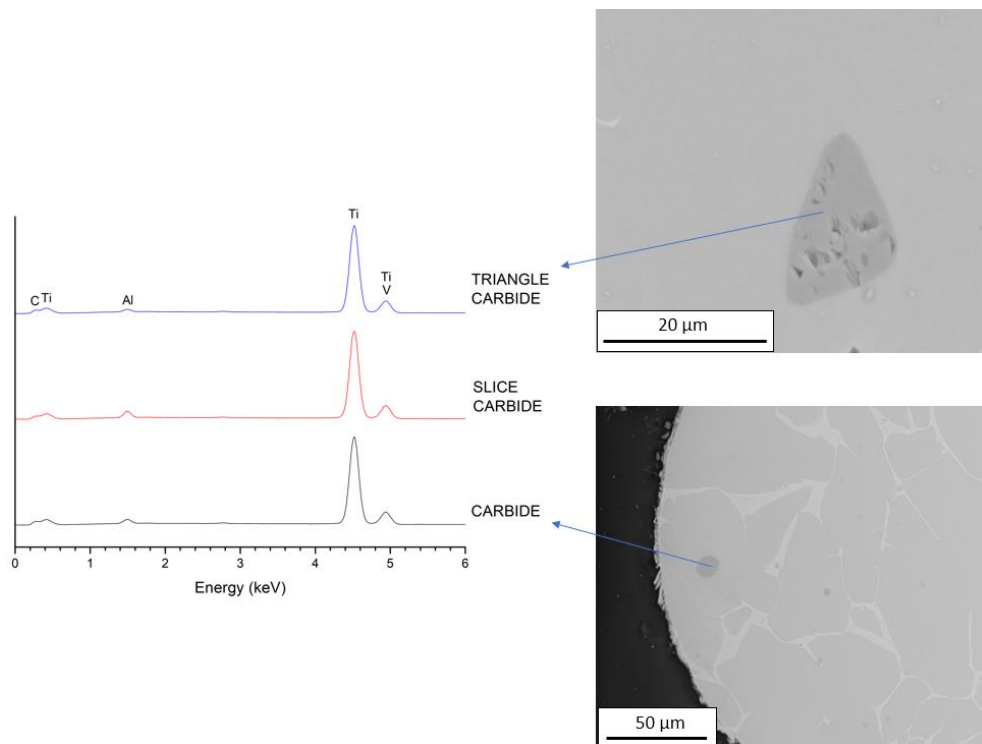 Ti
Ti
V
C Ti
Al
TRIANGLE
CARBIDE
SLICE
CARBIDE
CARBIDE
0 1 2 3 4 5 6
Energy (keV)
20 µm
50 µm